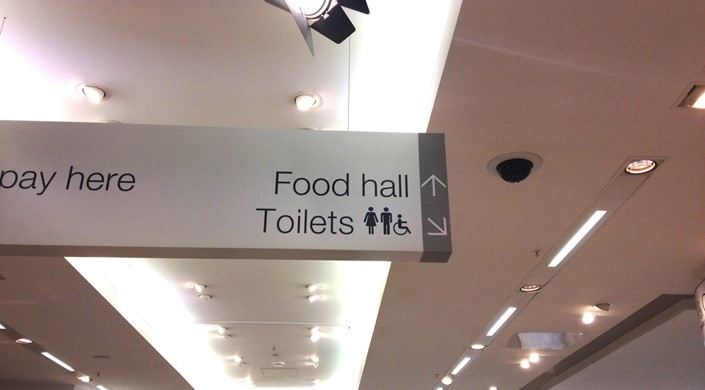 pay here
Food hall
Toilets